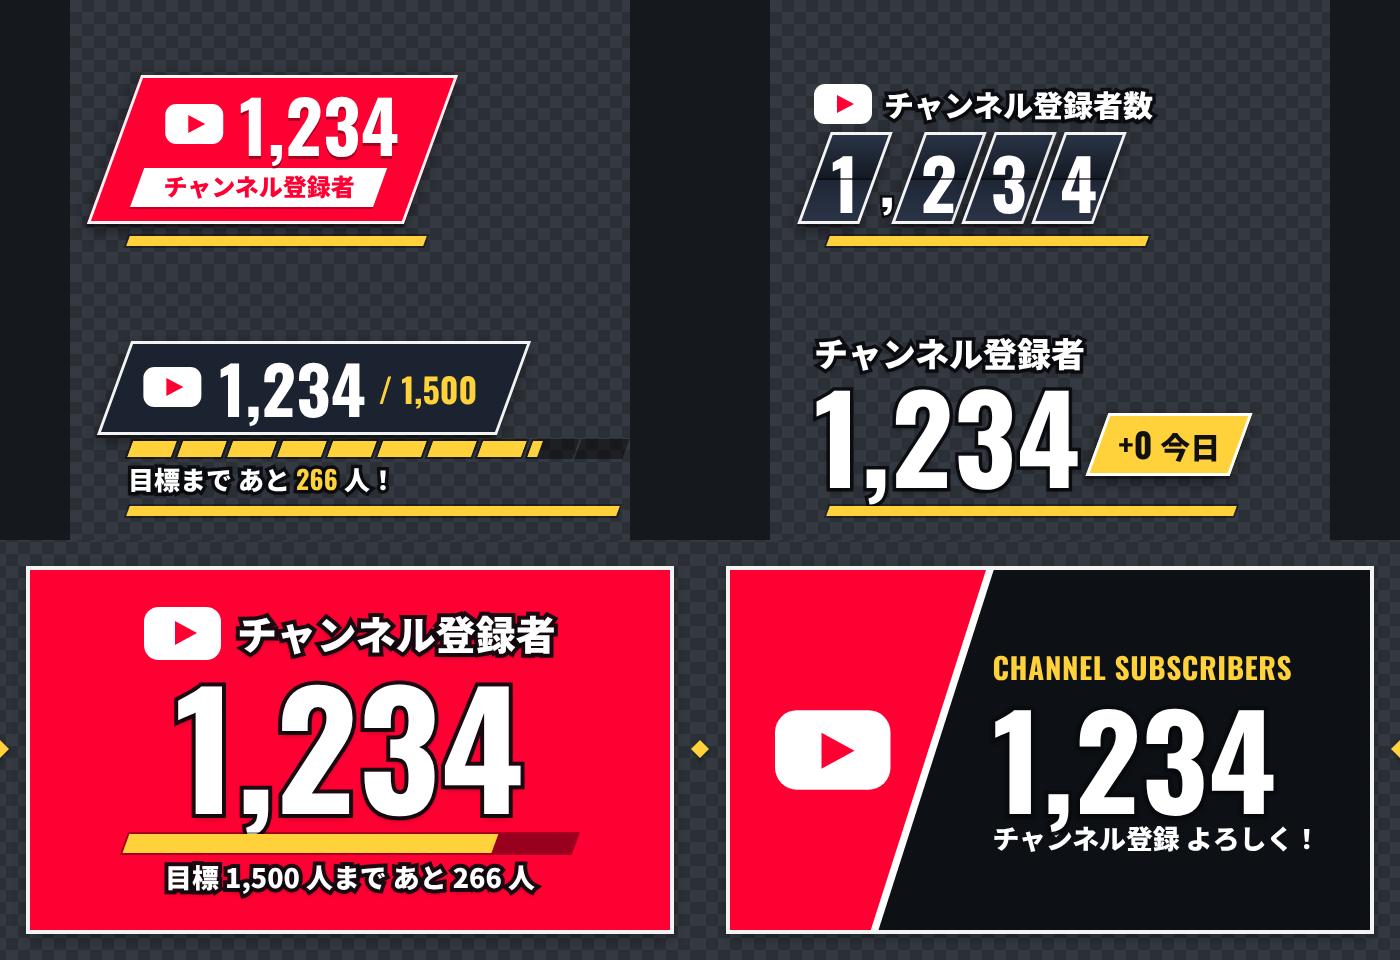 1,234
チャンネル登録者
チャンネル登録者数
1,234
1,234 / 1,500
目標まで あと 266 人！
チャンネル登録者
1,234
+0 今日
チャンネル登録者
1,234
目標 1,500 人まで あと 266 人
CHANNEL SUBSCRIBERS
1,234
チャンネル登録 よろしく！